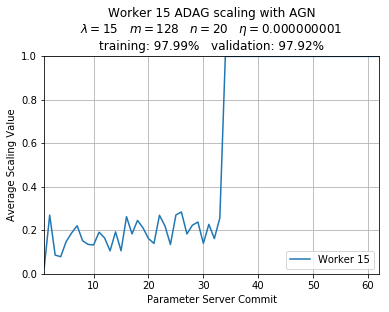 Worker 15 ADAG scaling with AGN
λ = 15 m = 128 n = 20 η = 0.000000001
training: 97.99% validation: 97.92%
1.0
0.8
0.6
0.4
0.2
0.0
Average Scaling Value
Worker 15
10 20 30 40 50 60
Parameter Server Commit